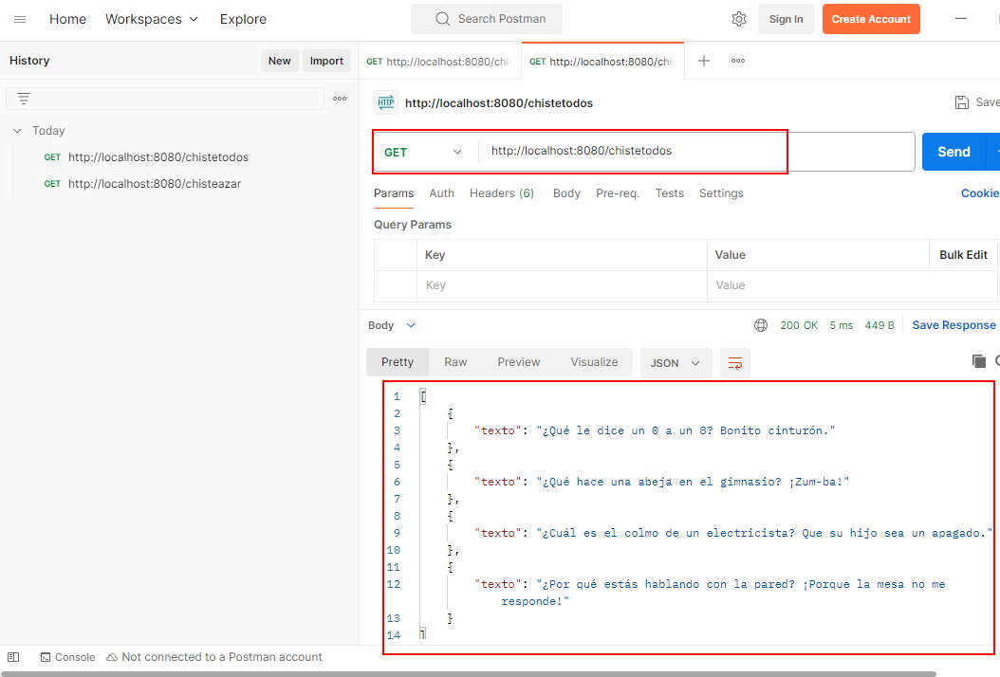 Home Workspaces Explore Search Postman Sign In Create Account
History New Import
GET http://localhost:8080/chi GET http://localhost:8080/chis
HTTP http://localhost:8080/chistetodos Save
Today
GET http://localhost:8080/chistetodos
GET http://localhost:8080/chisteazar
GET http://localhost:8080/chistetodos Send
Params Auth Headers (6) Body Pre-req. Tests Settings Cookie
Query Params
Key Value Bulk Edit
Key Value
Body 200 OK 5 ms 449 B Save Response
Pretty Raw Preview Visualize JSON
1 [
2 {
3 "texto": "¿Qué le dice un 0 a un 8? Bonito cinturón."
4 },
5 {
6 "texto": "¿Qué hace una abeja en el gimnasio? ¡Zum-ba!"
7 },
8 {
9 "texto": "¿Cuál es el colmo de un electricista? Que su hijo sea un apagado."
10 },
11 {
12 "texto": "¿Por qué estás hablando con la pared? ¡Porque la mesa no me
responde!"
13 }
14 ]
Console Not connected to a Postman account